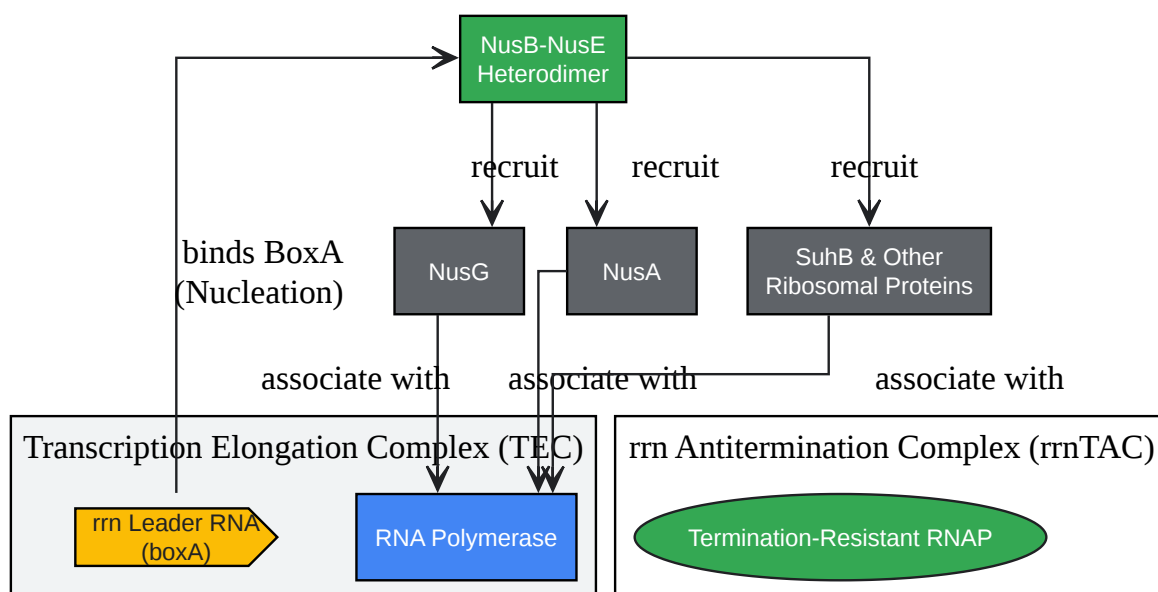 NusB-NusE
Heterodimer
recruit
recruit
recruit
binds BoxA
(Nucleation)
NusG
NusA
SuhB & Other
Ribosomal Proteins
associate with
associate with
associate with
Transcription Elongation Complex (TEC)
rrn Antitermination Complex (rrnTAC)
rrn Leader RNA
(boxA)
RNA Polymerase
Termination-Resistant RNAP